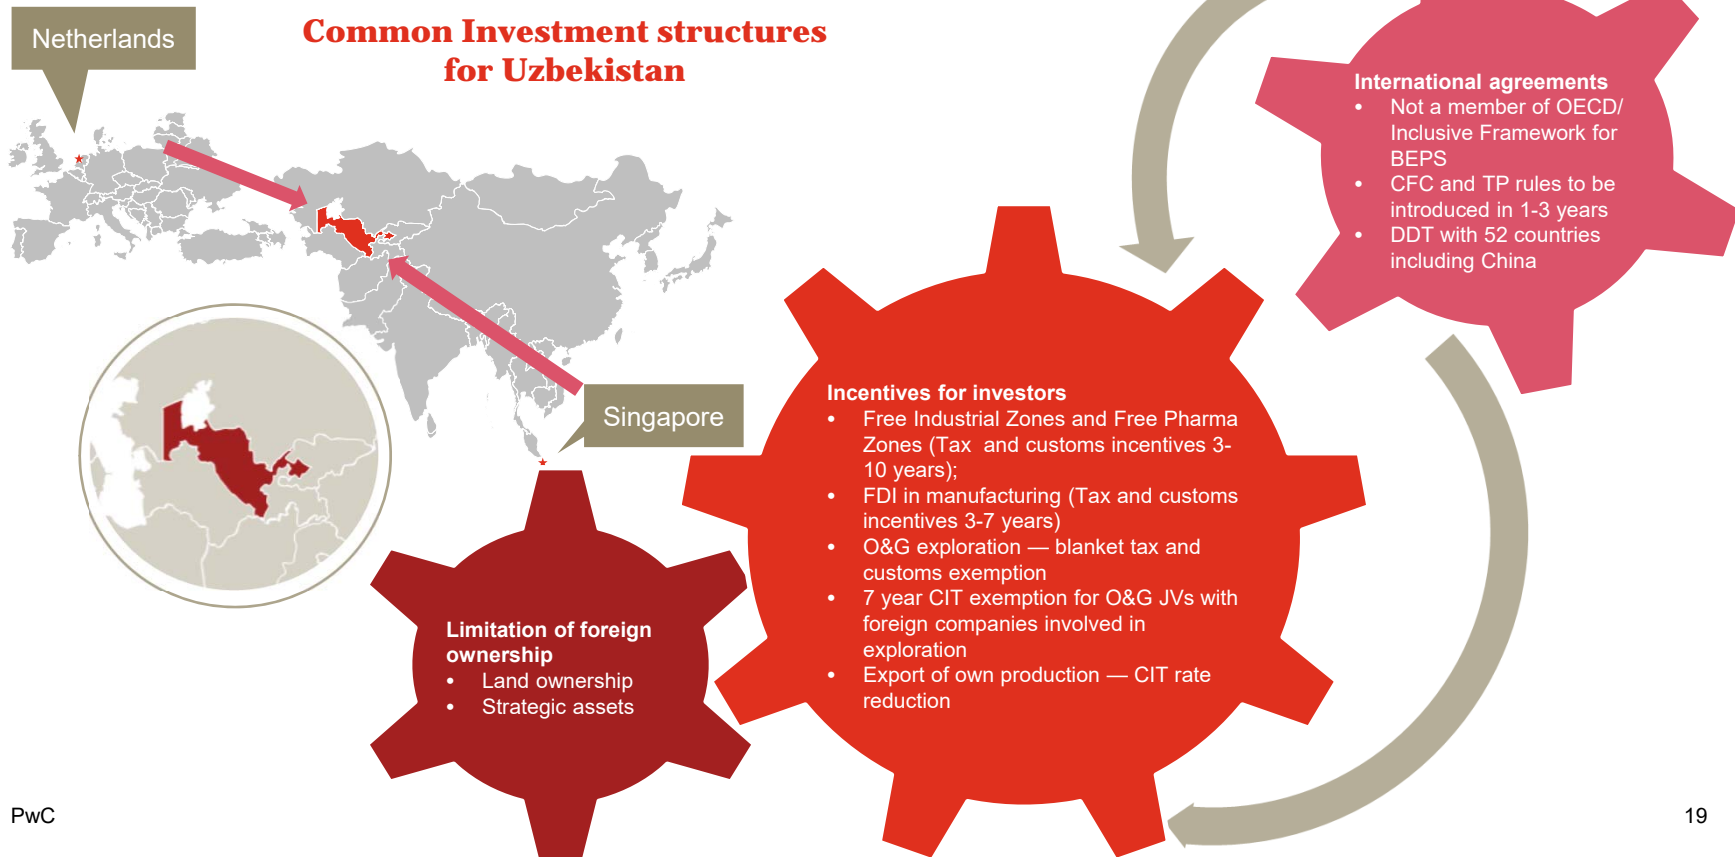 Netherlands
Common Investment structures
for Uzbekistan
Singapore
International agreements
• Not a member of OECD/
Inclusive Framework for
BEPS
• CFC and TP rules to be
introduced in 1-3 years
• DDT with 52 countries
including China
Incentives for investors
• Free Industrial Zones and Free Pharma
Zones (Tax and customs incentives 3-
10 years);
• FDI in manufacturing (Tax and customs
incentives 3-7 years)
• O&G exploration — blanket tax and
customs exemption
• 7 year CIT exemption for O&G JVs with
foreign companies involved in
exploration
• Export of own production — CIT rate
reduction
Limitation of foreign
ownership
• Land ownership
• Strategic assets
PwC
19